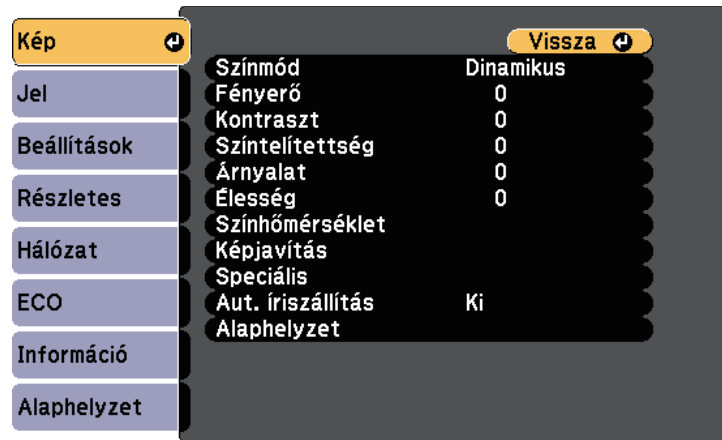 Kép
Jel
Beállítások
Részletes
Hálózat
ECO
Információ
Alaphelyzet
Vissza
Színmód Dinamikus
Fényerő 0
Kontraszt 0
Színtelítettség 0
Árnyalat 0
Élesség 0
Színhőmérséklet
Képjavítás
Speciális
Aut. íriszállítás Ki
Alaphelyzet